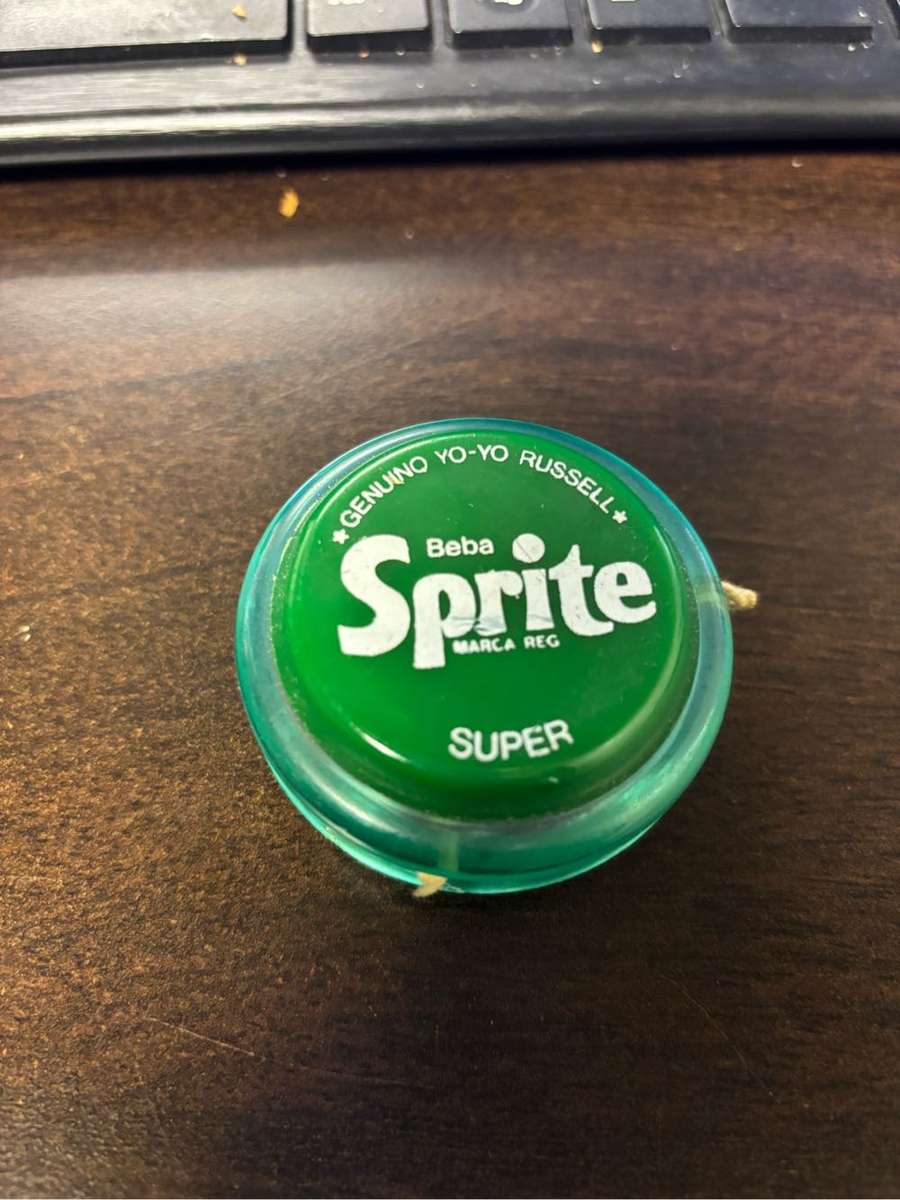 ★GENUINO YO-YO RUSSELL★
Beba
Sprite
MARCA REG
SUPER